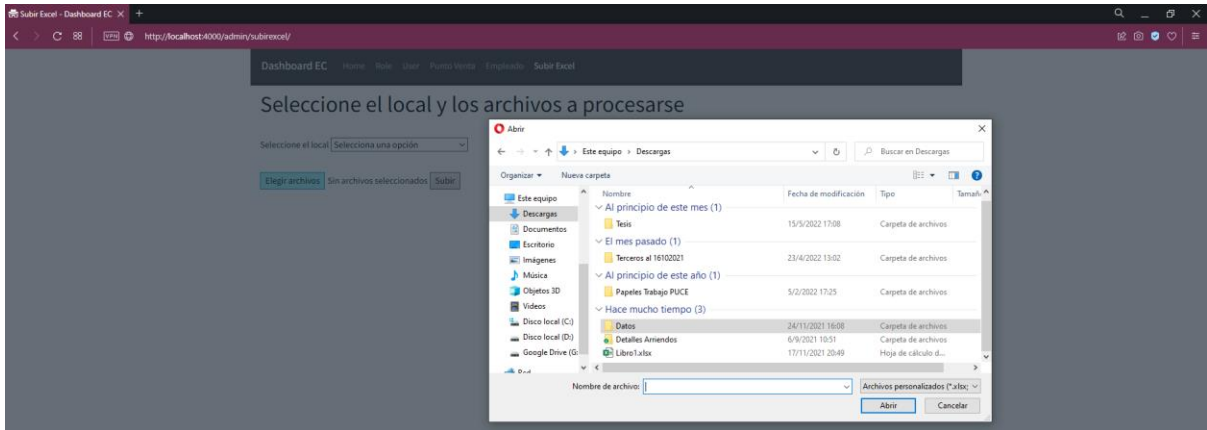 Subir Excel - Dashboard EC
VPN http://localhost:4000/admin/subirexcel/
Dashboard EC Home Role User Punto Venta Empleado Subir Excel
Seleccione el local y los archivos a procesarse
Seleccione el local Selecciona una opción
Elegir archivos Sin archivos seleccionados Subir
Abrir
Este equipo > Descargas Buscar en Descargas
Organizar Nueva carpeta
Nombre Fecha de modificación Tipo Tamañ
Este equipo
Descargas
Documentos
Escritorio
Imágenes
Música
Objetos 3D
Videos
Disco local (C:)
Disco local (D:)
Google Drive (G:
Red
Al principio de este mes (1)
Tesis 15/5/2022 17:08 Carpeta de archivos
El mes pasado (1)
Terceros al 16102021 23/4/2022 13:02 Carpeta de archivos
Al principio de este año (1)
Papeles Trabajo PUCE 5/2/2022 17:25 Carpeta de archivos
Hace mucho tiempo (3)
Datos 24/11/2021 16:08 Carpeta de archivos
Detalles Arriendos 6/9/2021 10:51 Carpeta de archivos
Libro1.xlsx 17/11/2021 20:49 Hoja de cálculo d...
Nombre de archivo: Archivos personalizados (*.xlsx;
Abrir Cancelar